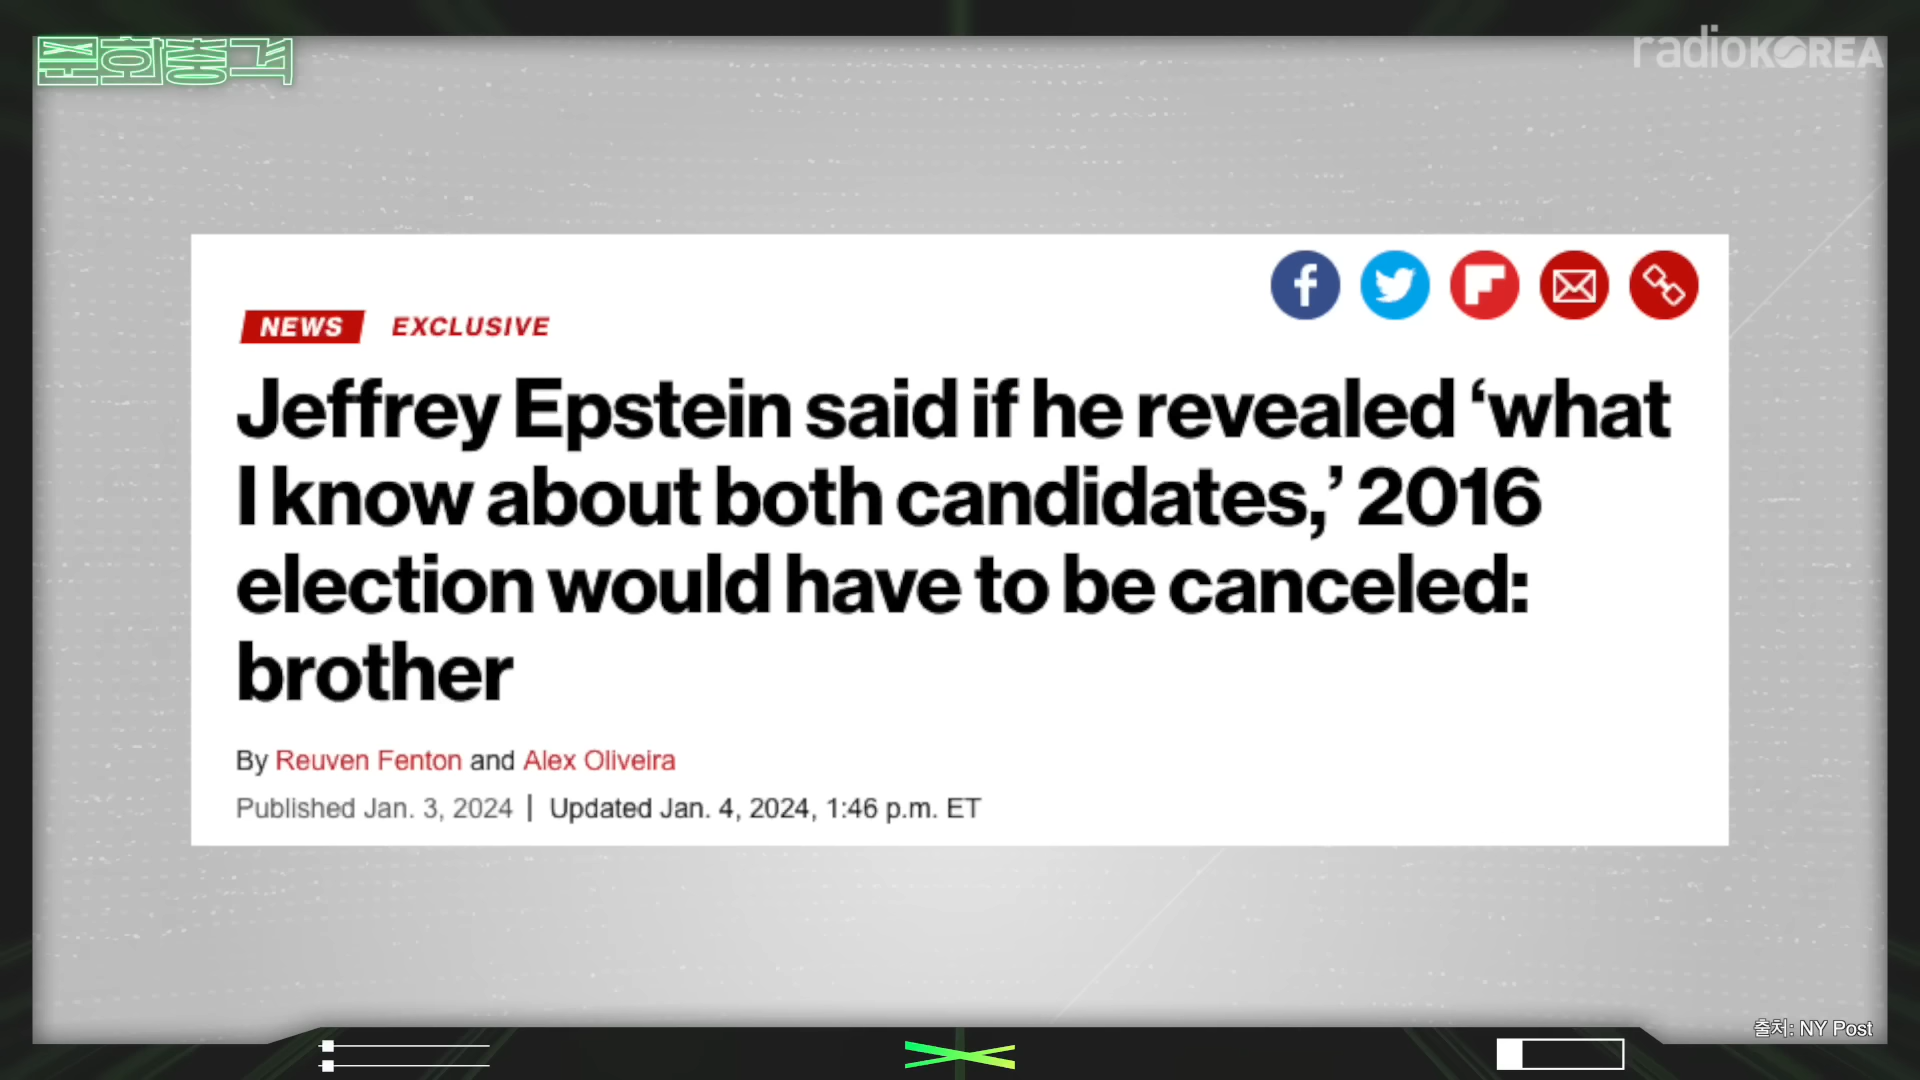 문화충격
radioKOREA
NEWS EXCLUSIVE
Jeffrey Epstein said if he revealed ‘what
I know about both candidates,’ 2016
election would have to be canceled:
brother
By Reuven Fenton and Alex Oliveira
Published Jan. 3, 2024 | Updated Jan. 4, 2024, 1:46 p.m. ET
출처: NY Post